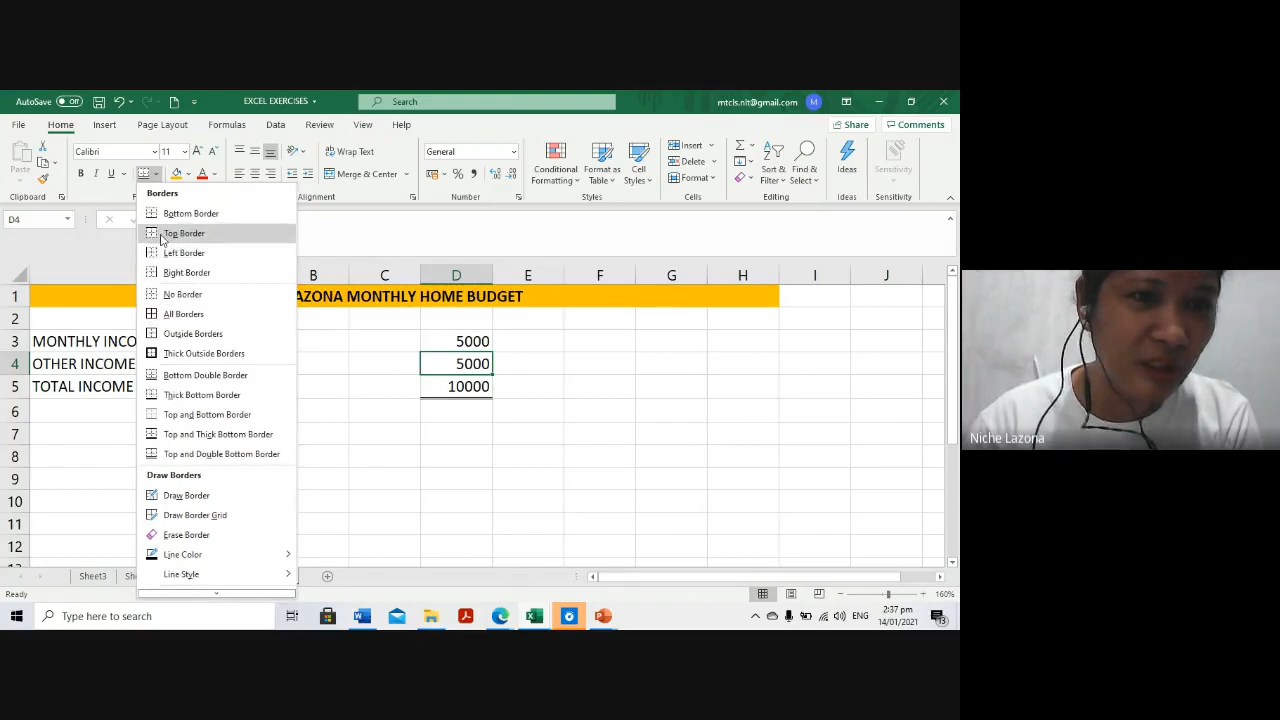 AutoSave Off
EXCEL EXERCISES
Search
mtcls.nit@gmail.com M
File Home Insert Page Layout Formulas Data Review View Help
Share Comments
Paste
Calibri 11 A A
B I U A
ab Wrap Text
Merge & Center
General
% 9
Conditional Formatting
Format as Table
Cell Styles
Insert
Delete
Format
Sort & Filter
Find & Select
Ideas
Sensitivity
Clipboard
Alignment
Number
Styles
Cells
Editing
Ideas
Sensitivity
D4
Borders
Bottom Border
Top Border
Left Border
Right Border
No Border
All Borders
Outside Borders
Thick Outside Borders
Bottom Double Border
Thick Bottom Border
Top and Bottom Border
Top and Thick Bottom Border
Top and Double Bottom Border
Draw Borders
Draw Border
Draw Border Grid
Erase Border
Line Color
Line Style
B C D E F G H I J
1 AZONA MONTHLY HOME BUDGET
2
3 MONTHLY INCO 5000
4 OTHER INCOME 5000
5 TOTAL INCOME 10000
6
7
8
9
10
11
12
Sheet3
Ready
160%
Type here to search
ENG
2:37 pm
14/01/2021
Niche Lazona